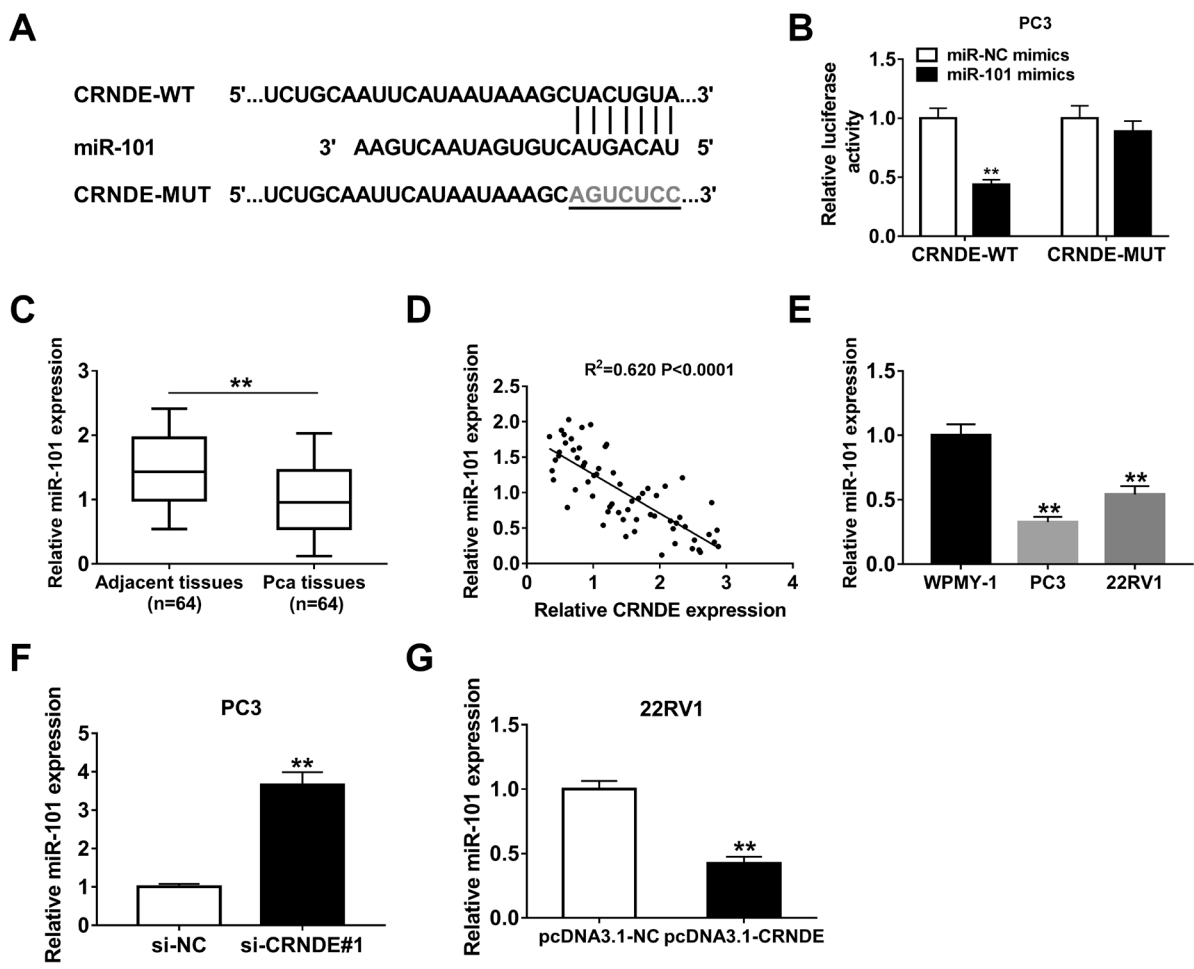 A
CRNDE-WT 5'...UCUGCAAUUCAUAAUAAAGCUACUGUA...3'
miR-101 3' AAGUCAAUAGUGUCAUGACAU 5'
CRNDE-MUT 5'...UCUGCAAUUCAUAAUAAAGCAGUCUCC...3'
B
PC3
Relative luciferase
activity
1.5
1.0
0.5
0.0
miR-NC mimics
miR-101 mimics
**
CRNDE-WT CRNDE-MUT
C
Relative miR-101 expression
3
2
1
0
**
Adjacent tissues Pca tissues
(n=64) (n=64)
D
Relative miR-101 expression
R²=0.620 P<0.0001
2.5
2.0
1.5
1.0
0.5
0.0
0 1 2 3 4
Relative CRNDE expression
E
Relative miR-101 expression
1.5
1.0
0.5
0.0
**
**
WPMY-1 PC3 22RV1
F
PC3
Relative miR-101 expression
5
4
3
2
1
0
**
si-NC si-CRNDE#1
G
22RV1
Relative miR-101 expression
1.5
1.0
0.5
0.0
**
pcDNA3.1-NC pcDNA3.1-CRNDE